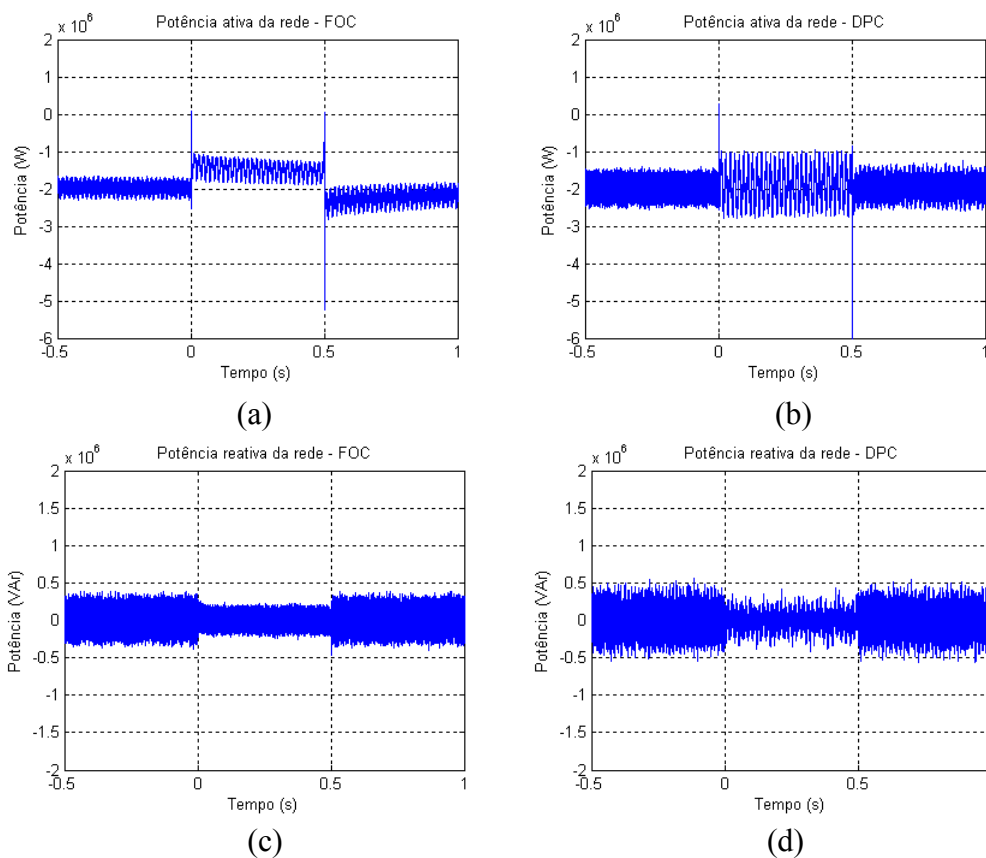 Potência ativa da rede - FOC
x 10^6
2
1
0
-1
-2
-3
-4
-5
-6
-0.5
0
0.5
1
Potência (W)
Tempo (s)
(a)
Potência ativa da rede - DPC
x 10^6
2
1
0
-1
-2
-3
-4
-5
-6
-0.5
0
0.5
1
Potência (W)
Tempo (s)
(b)
Potência reativa da rede - FOC
x 10^6
2
1.5
1
0.5
0
-0.5
-1
-1.5
-2
-0.5
0
0.5
1
Potência (VAr)
Tempo (s)
(c)
Potência reativa da rede - DPC
x 10^6
2
1.5
1
0.5
0
-0.5
-1
-1.5
-2
-0.5
0
0.5
1
Potência (VAr)
Tempo (s)
(d)